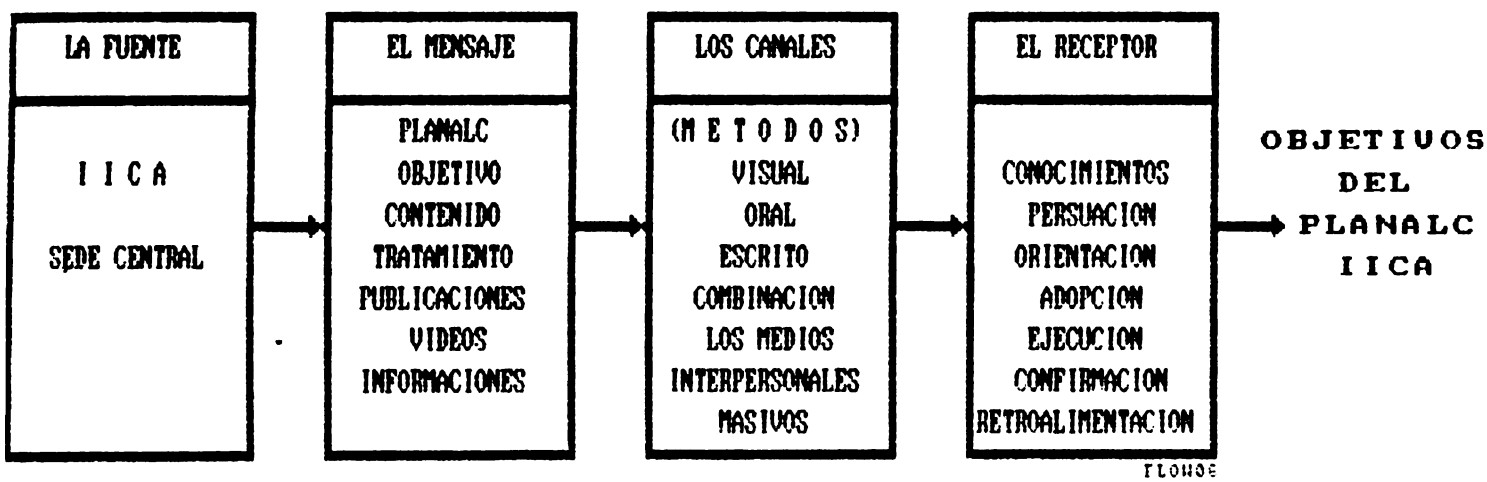 LA FUENTE
I I C A
SEDE CENTRAL
EL MENSAJE
PLANALC
OBJETIVO
CONTENIDO
TRATAMIENTO
PUBLICACIONES
VIDEOS
INFORMACIONES
LOS CANALES
(M E T O D O S)
VISUAL
ORAL
ESCRITO
COMBINACION
LOS MEDIOS
INTERPERSONALES
MASIVOS
EL RECEPTOR
CONOCIMIENTOS
PERSUACION
ORIENTACION
ADOPCION
EJECUCION
CONFIRMACION
RETROALIMENTACION
OBJETIVOS
DEL
PLANALC
IICA